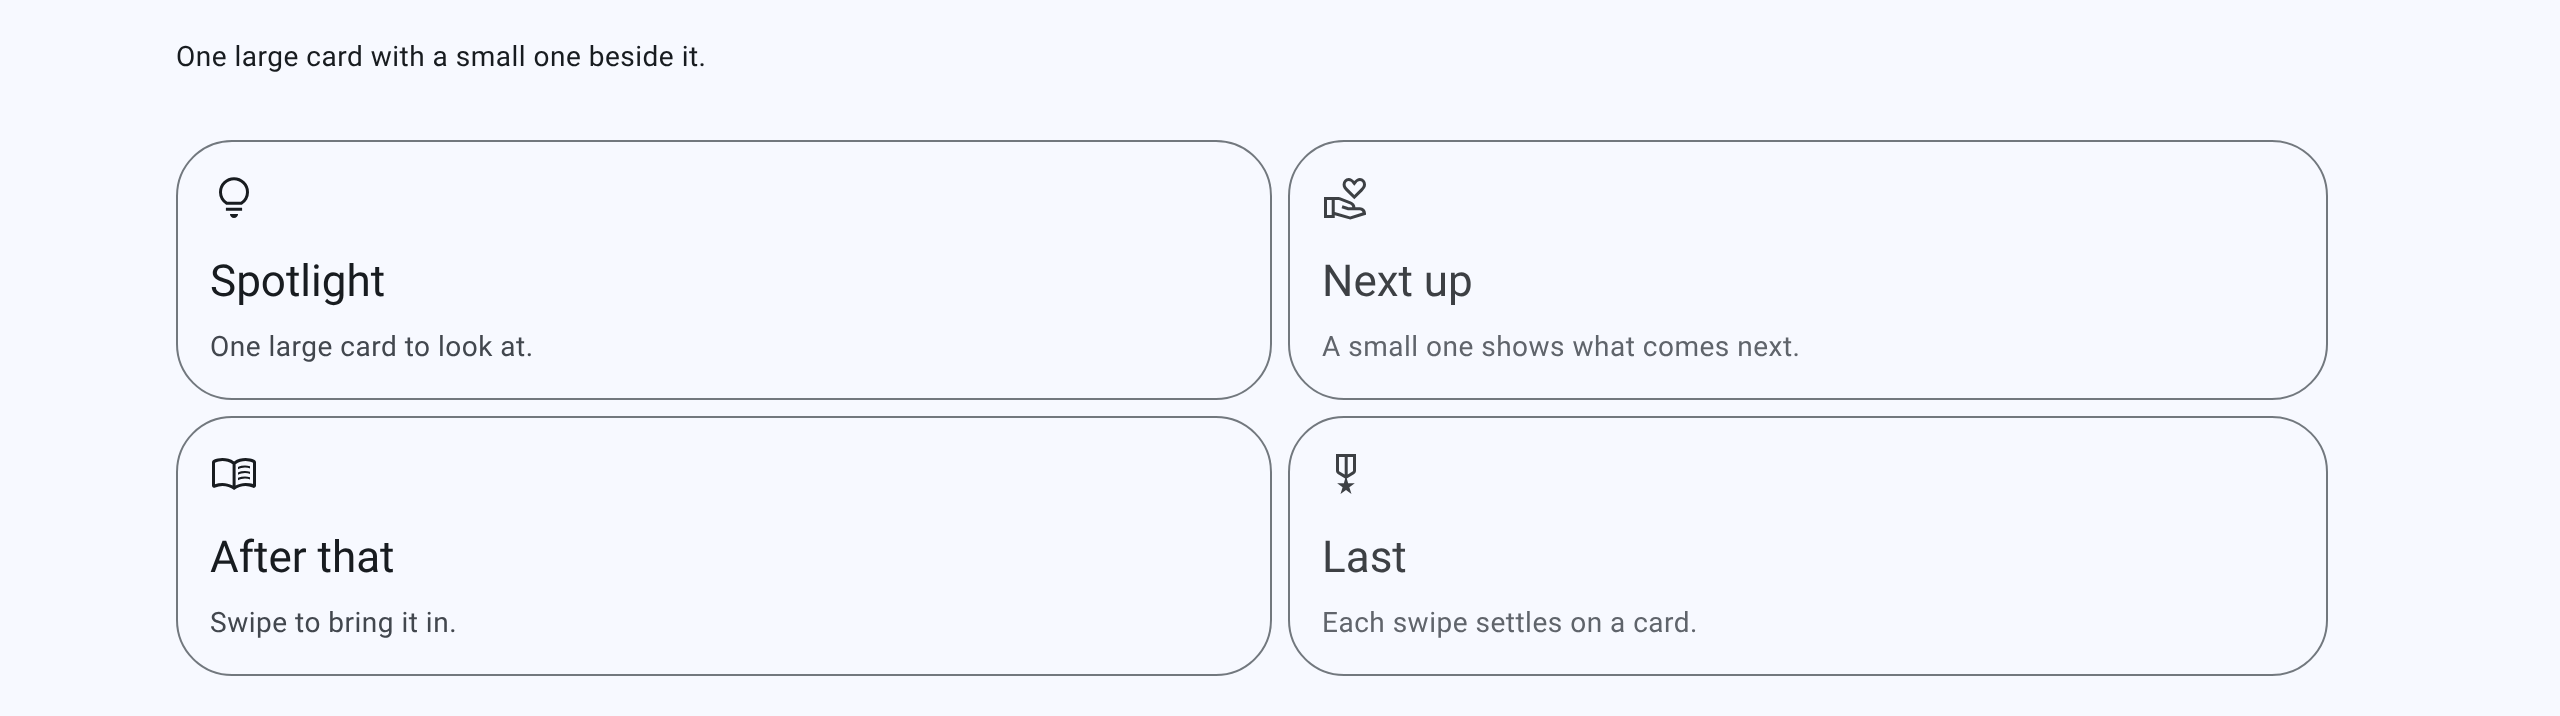 One large card with a small one beside it.
Spotlight
One large card to look at.
Next up
A small one shows what comes next.
After that
Swipe to bring it in.
Last
Each swipe settles on a card.